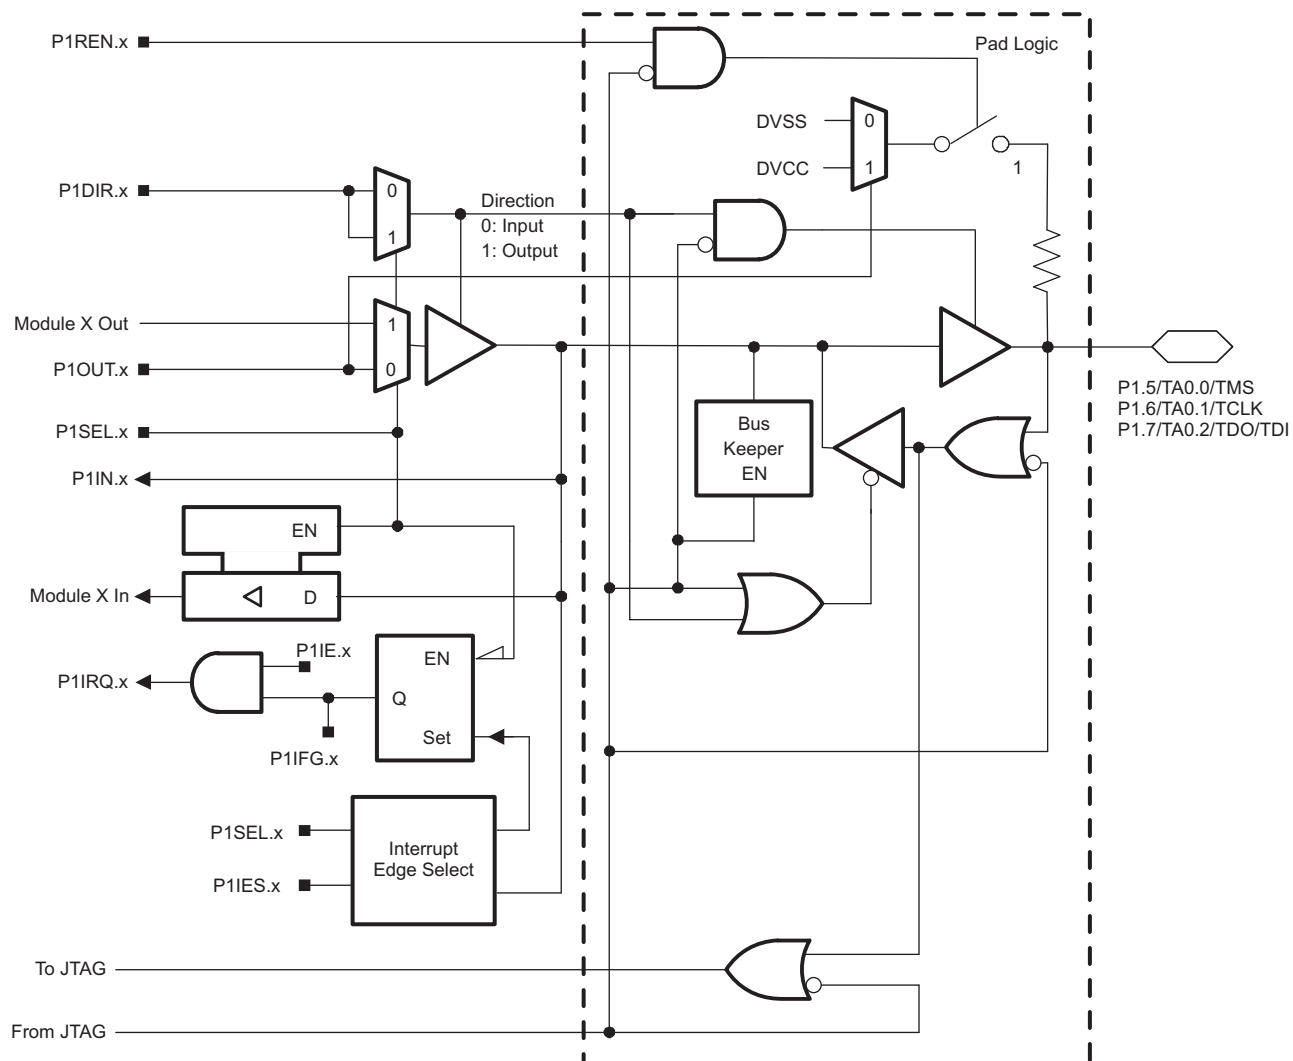 P1REN.x
Pad Logic
DVSS
0
DVCC
1
1
P1DIR.x
0
1
Direction
0: Input
1: Output
Module X Out
1
P1OUT.x
0
P1.5/TA0.0/TMS
P1.6/TA0.1/TCLK
P1.7/TA0.2/TDO/TDI
P1SEL.x
Bus
Keeper
EN
P1IN.x
EN
Module X In
D
P1IE.x
P1IRQ.x
EN
Q
Set
P1IFG.x
P1SEL.x
Interrupt
Edge Select
P1IES.x
To JTAG
From JTAG